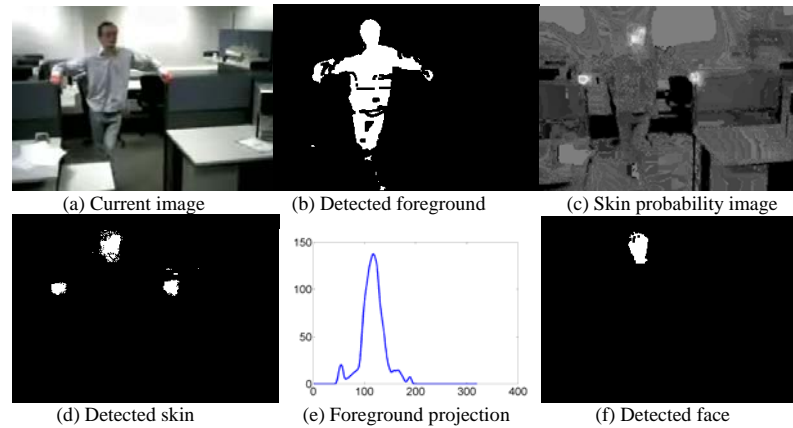 (a) Current image
(b) Detected foreground
(c) Skin probability image
150
100
50
0
0
100
200
300
400
(d) Detected skin
(e) Foreground projection
(f) Detected face